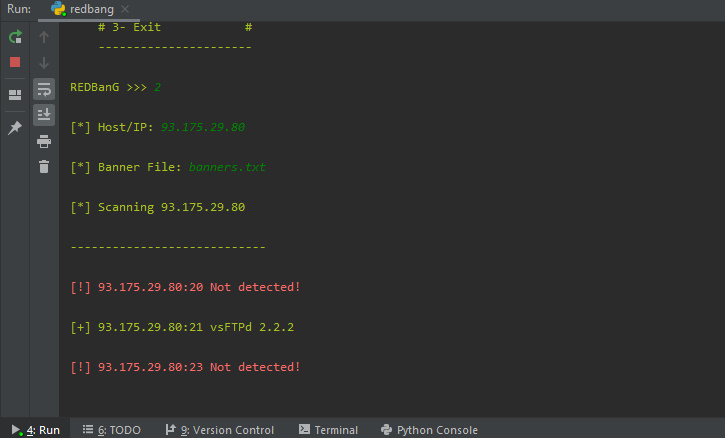 Run: redbang
# 3- Exit #
----------------------
REDBanG >>> 2
[*] Host/IP: 93.175.29.80
[*] Banner File: banners.txt
[*] Scanning 93.175.29.80
----------------------------
[!] 93.175.29.80:20 Not detected!
[+] 93.175.29.80:21 vsFTPd 2.2.2
[!] 93.175.29.80:23 Not detected!
4: Run 6: TODO 9: Version Control Terminal Python Console